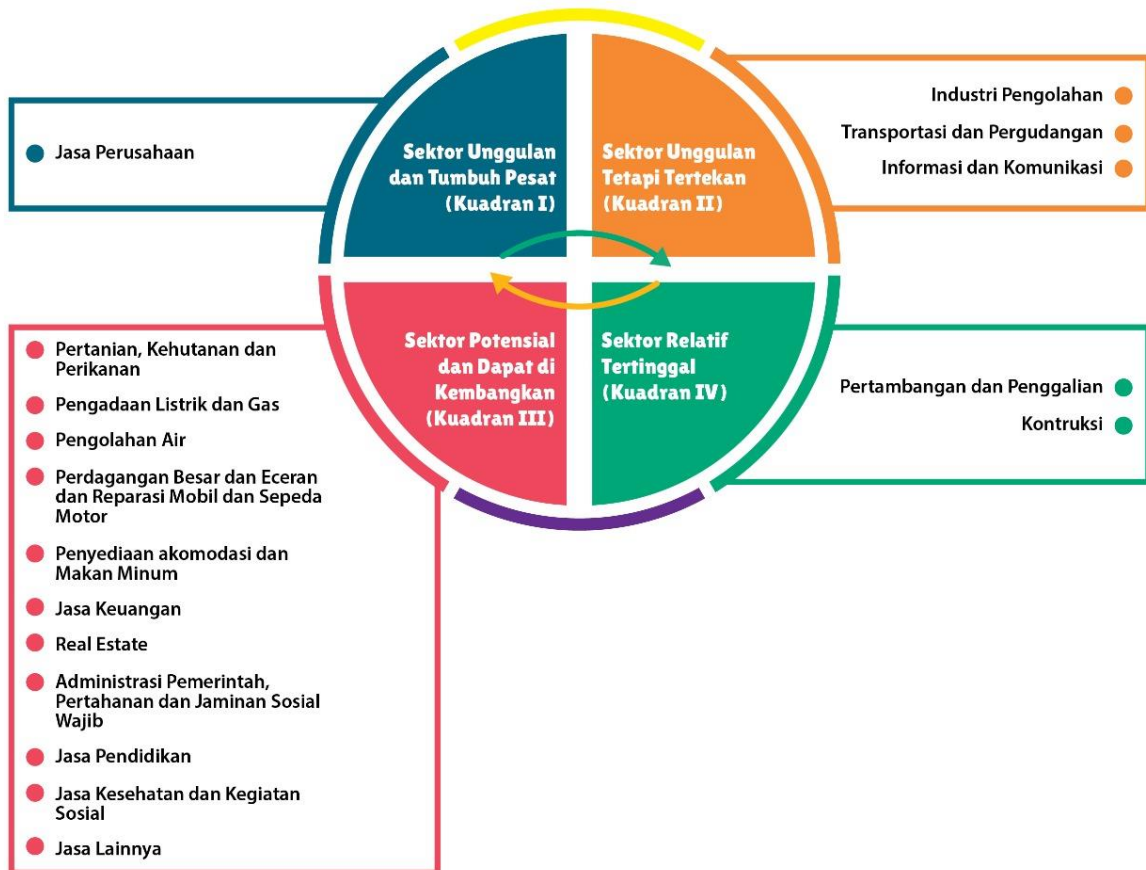 Jasa Perusahaan
Sektor Unggulan
dan Tumbuh Pesat
(Kuadran I)
Sektor Unggulan
Tetapi Tertekan
(Kuadran II)
Industri Pengolahan
Transportasi dan Pergudangan
Informasi dan Komunikasi
Sektor Potensial
dan Dapat di
Kembangkan
(Kuadran III)
Sektor Relatif
Tertinggal
(Kuadran IV)
Pertanian, Kehutanan dan
Perikanan
Pengadaan Listrik dan Gas
Pengolahan Air
Perdagangan Besar dan Eceran
dan Reparasi Mobil dan Sepeda
Motor
Penyediaan akomodasi dan
Makan Minum
Jasa Keuangan
Real Estate
Administrasi Pemerintah,
Pertahanan dan Jaminan Sosial
Wajib
Jasa Pendidikan
Jasa Kesehatan dan Kegiatan
Sosial
Jasa Lainnya
Pertambangan dan Penggalian
Kontruksi